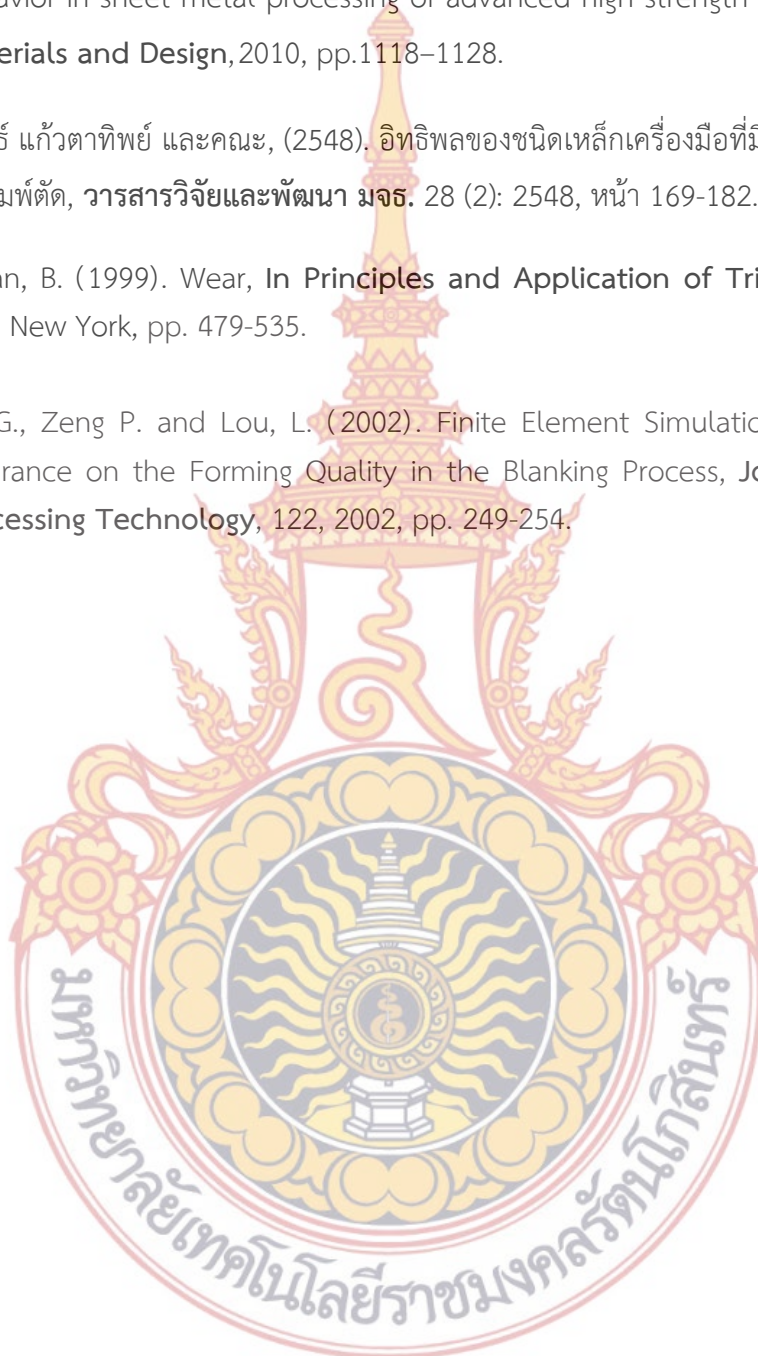 avior in sheet metal processing of advanced high strength
erials and Design,2010, pp.1118–1128.
ธ์ แก้วตาทิพย์ และคณะ, (2548). อิทธิพลของชนิดเหล็กเครื่องมือที่มี
มพ์ตัด, วารสารวิจัยและพัฒนา มจธ. 28 (2): 2548, หน้า 169-182.
an, B. (1999). Wear, In Principles and Application of Tri
New York, pp. 479-535.
G., Zeng P. and Lou, L. (2002). Finite Element Simulatio
rance on the Forming Quality in the Blanking Process, Jo
cessing Technology, 122, 2002, pp. 249-254.
มหาวิทยาลัยเทคโนโลยีราชมงคลรัตนโกสินทร์